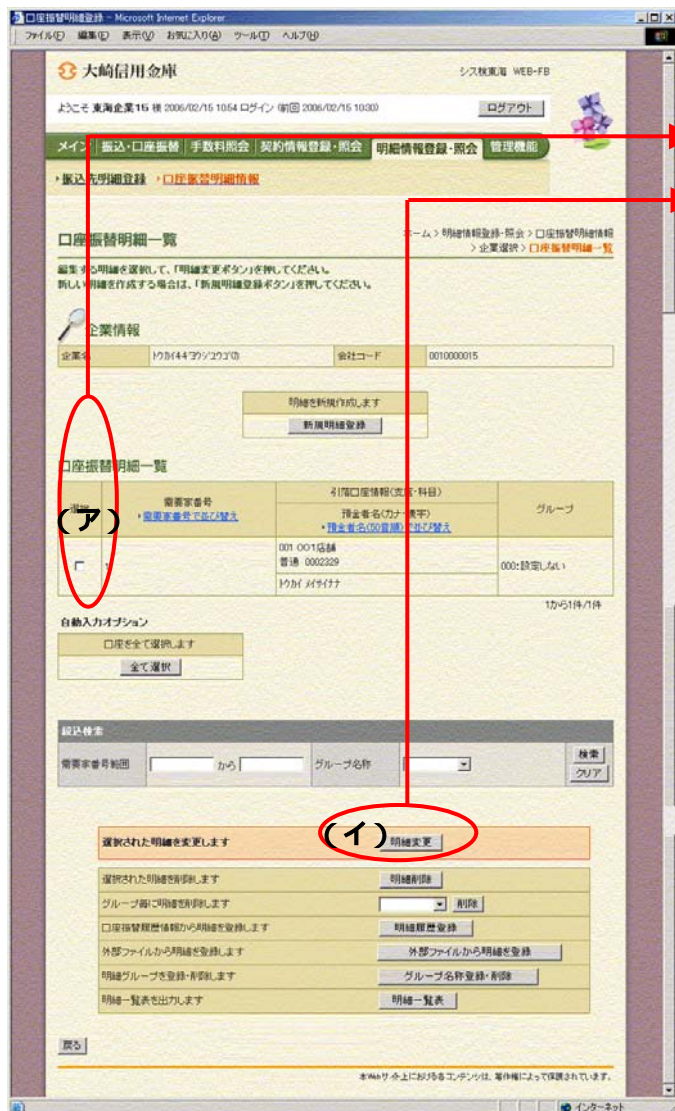 口座振替明細登録 - Microsoft Internet Explorer
ファイル(F) 編集(E) 表示(V) お気に入り(A) ツール(T) ヘルプ(H)
大崎信用金庫
シス検東海 WEB-FB
ようこそ 東海企業15 様 2006/02/15 1054 ログイン (前回 2006/02/15 1030)
ログアウト
メイン 振込・口座振替 手数料照会 契約情報登録・照会 明細情報登録・照会 管理機能
振込先明細登録 口座振替明細情報
口座振替明細一覧
ホーム > 明細情報登録・照会 > 口座振替明細情報
> 企業選択 > 口座振替明細一覧
編集する明細を選択して、「明細変更ボタン」を押してください。
新しい明細を作成する場合は、「新規明細登録ボタン」を押してください。
企業情報
企業名
会社コード 0010000015
明細を新規作成します
新規明細登録
口座振替明細一覧
選択
(ア)
需要家番号
需要家番号で並び替え
引落口座情報(支店・科目)
預金者名(カナ・漢字)
預金者名(50音順)で並び替え
グループ
1
001 001店舗
普通 0002329
トウカイ メイサイナナ
000:設定しない
1から1件/1件
自動入力オプション
口座を全て選択します
全て選択
絞込検索
需要家番号範囲 から グループ名称
検索
クリア
選択された明細を変更します (イ) 明細変更
選択された明細を削除します 明細削除
グループ毎に明細を削除します 削除
口座振替履歴情報から明細を登録します 明細履歴登録
外部ファイルから明細を登録します 外部ファイルから明細を登録
明細グループを登録・削除します グループ名称登録・削除
明細一覧表を出力します 明細一覧表
戻る
本Webサイト上における各コンテンツは、著作権によって保護されています。
インターネット